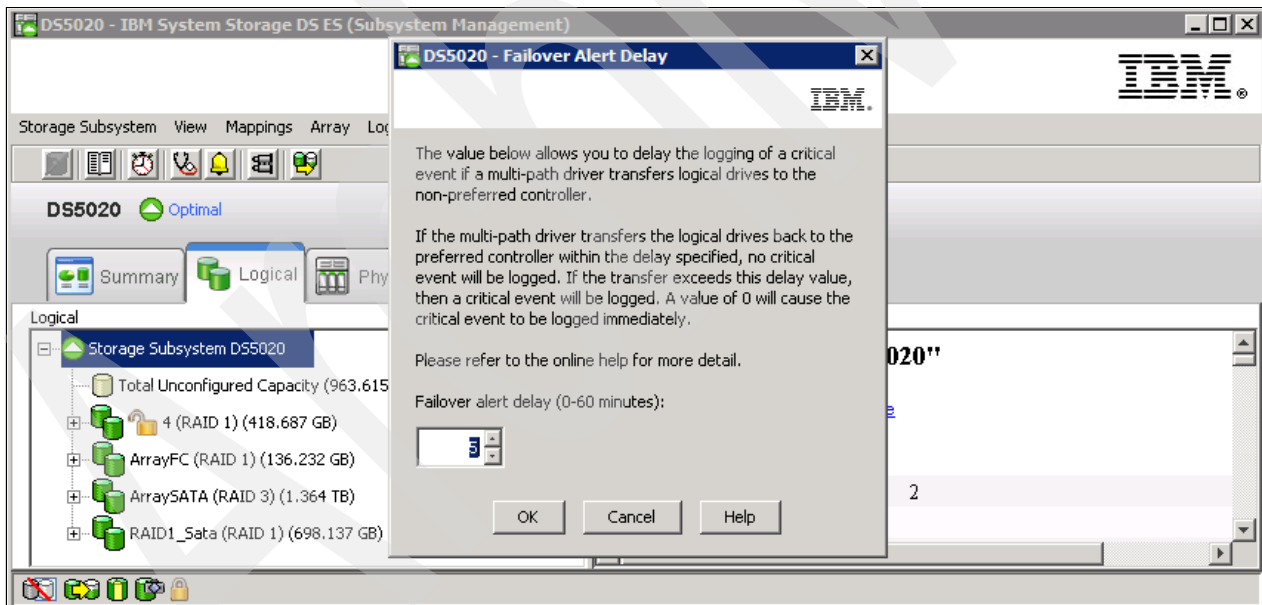 DS5020 - IBM System Storage DS ES (Subsystem Management)
IBM®
Storage Subsystem View Mappings Array
DS5020 Optimal
Summary Logical
Logical
Storage Subsystem DS5020
Total Unconfigured Capacity (963.615
4 (RAID 1) (418.687 GB)
ArrayFC (RAID 1) (136.232 GB)
ArraySATA (RAID 3) (1.364 TB)
RAID1_Sata (RAID 1) (698.137 GB)
020"
2
DS5020 - Failover Alert Delay
IBM.
The value below allows you to delay the logging of a critical
event if a multi-path driver transfers logical drives to the
non-preferred controller.
If the multi-path driver transfers the logical drives back to the
preferred controller within the delay specified, no critical
event will be logged. If the transfer exceeds this delay value,
then a critical event will be logged. A value of 0 will cause the
critical event to be logged immediately.
Please refer to the online help for more detail.
Failover alert delay (0-60 minutes):
5
OK Cancel Help